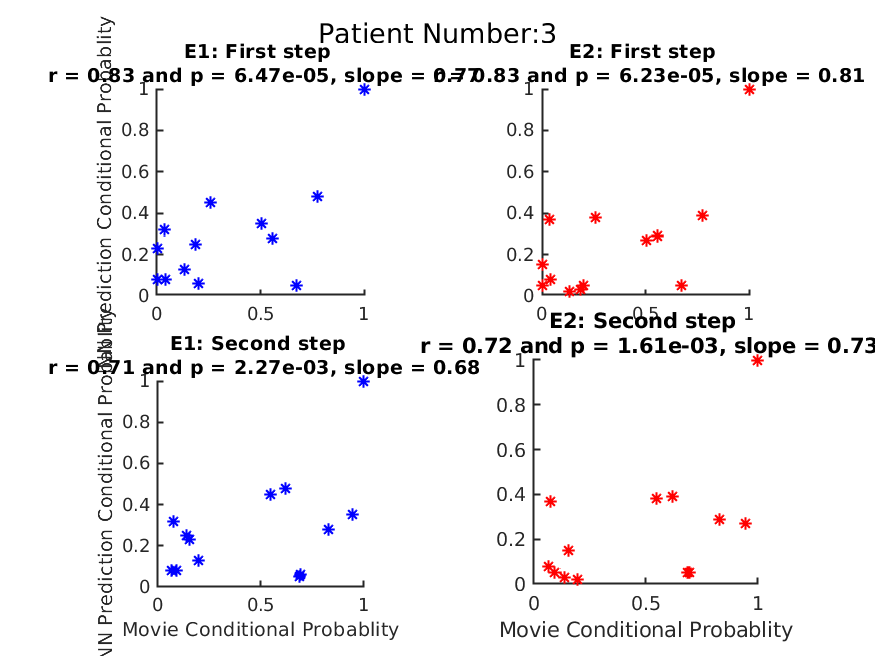 Patient Number:3
E1: First step
r = 0.83 and p = 6.47e-05, slope = 0.77
E2: First step
r = 0.83 and p = 6.23e-05, slope = 0.81
NN Prediction Conditional Probablity
1
0.8
0.6
0.4
0.2
0
0 0.5 1
1
0.8
0.6
0.4
0.2
0
0 0.5 1
E1: Second step
r = 0.71 and p = 2.27e-03, slope = 0.68
E2: Second step
r = 0.72 and p = 1.61e-03, slope = 0.73
NN Prediction Conditional Probablity
1
0.8
0.6
0.4
0.2
0
0 0.5 1
Movie Conditional Probablity
1
0.8
0.6
0.4
0.2
0
0 0.5 1
Movie Conditional Probablity